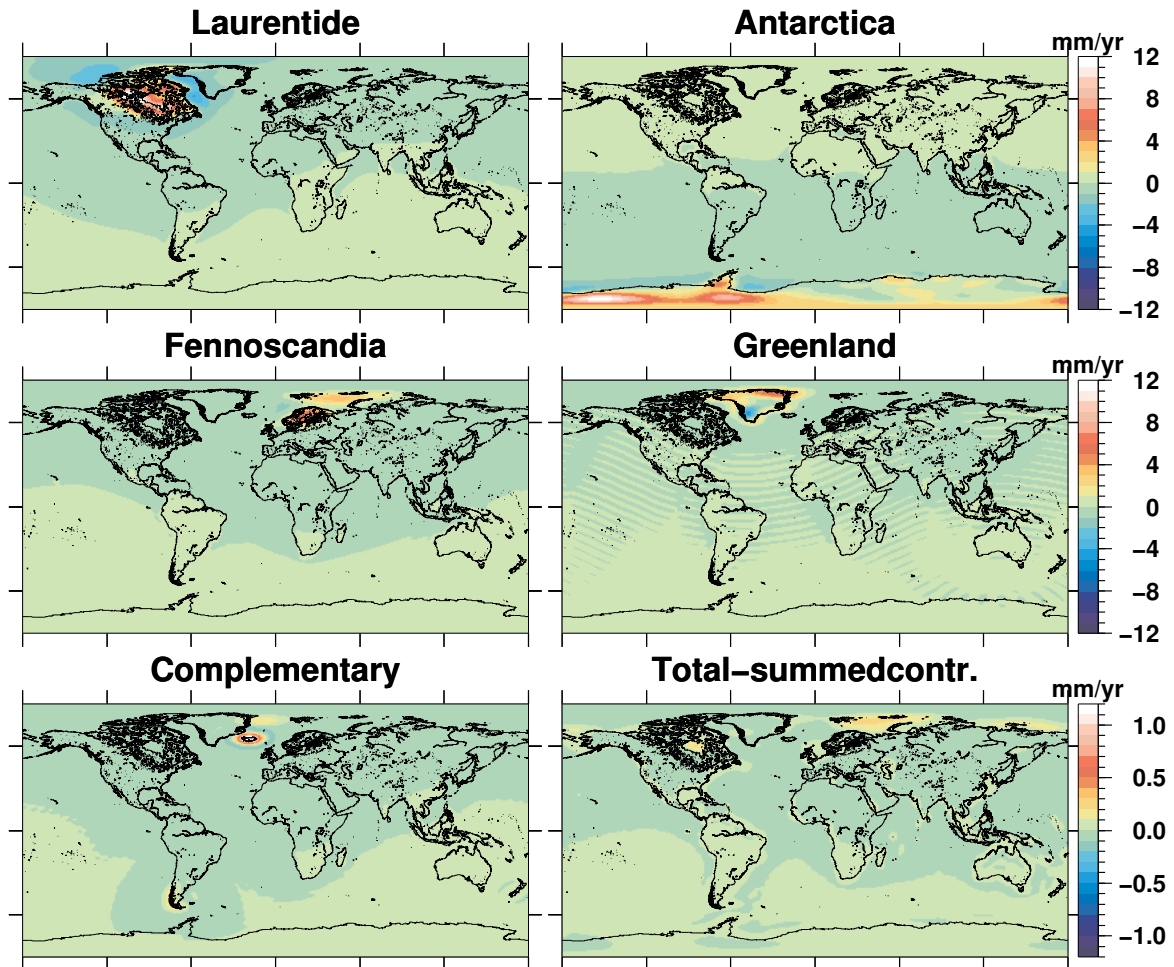 Laurentide
Antarctica
mm/yr
12
8
4
0
−4
−8
−12
Fennoscandia
Greenland
mm/yr
12
8
4
0
−4
−8
−12
Complementary
Total−summedcontr.
mm/yr
1.0
0.5
0.0
−0.5
−1.0